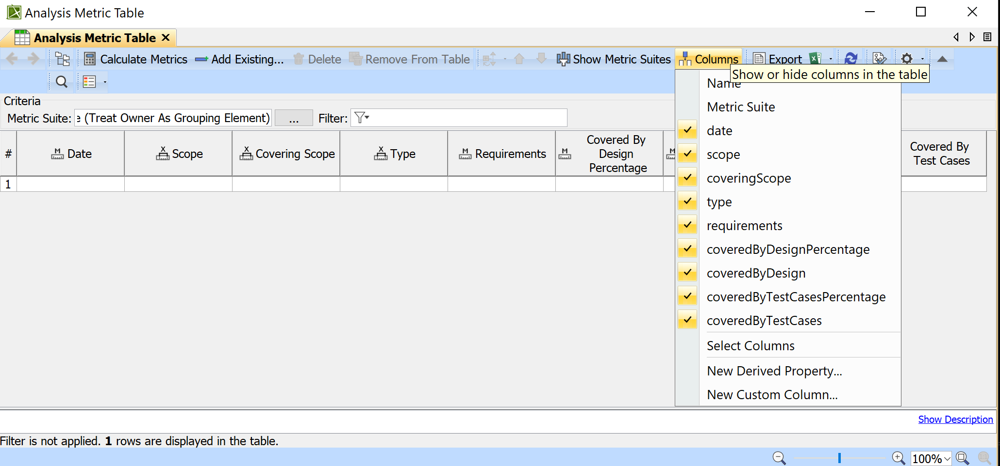 Analysis Metric Table
Analysis Metric Table
Calculate Metrics Add Existing... Delete Remove From Table Show Metric Suites Columns Export
Show or hide columns in the table
Criteria
Metric Suite: e (Treat Owner As Grouping Element) ... Filter:
# Date Scope Covering Scope Type Requirements Covered By Design Percentage Covered By Test Cases
1
Name
Metric Suite
date
scope
coveringScope
type
requirements
coveredByDesignPercentage
coveredByDesign
coveredByTestCasesPercentage
coveredByTestCases
Select Columns
New Derived Property...
New Custom Column...
Show Description
Filter is not applied. 1 rows are displayed in the table.
100%